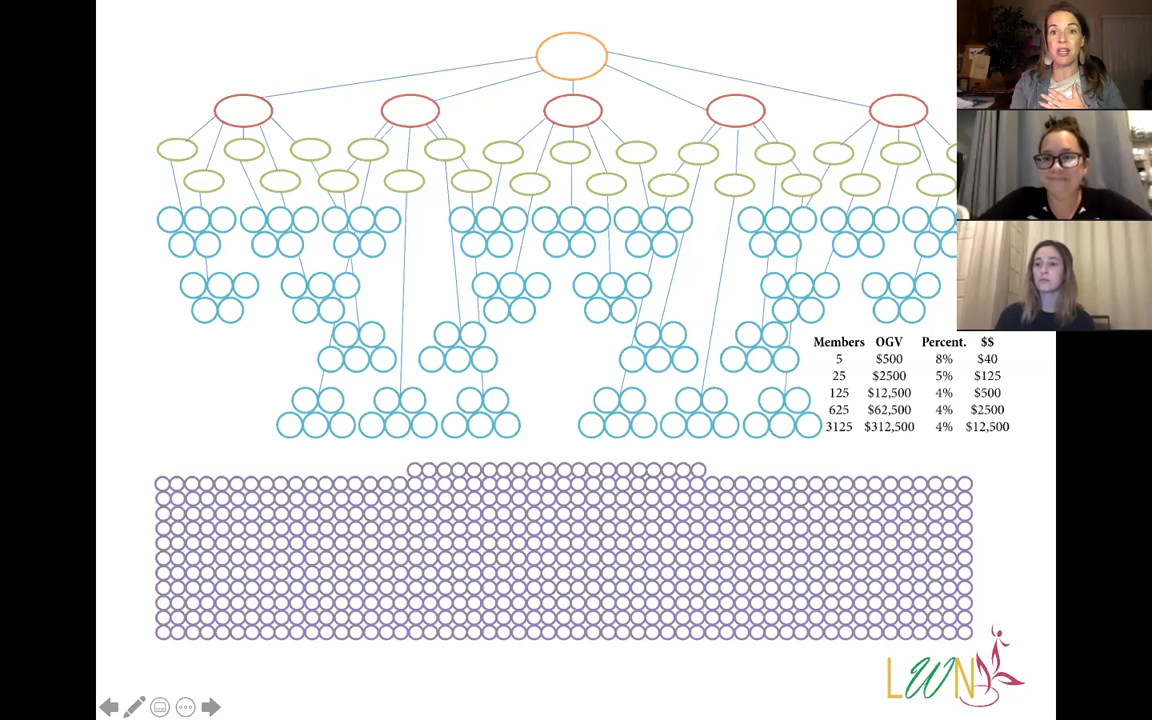 Members OGV Percent. $$
5 $500 8% $40
25 $2500 5% $125
125 $12,500 4% $500
625 $62,500 4% $2500
3125 $312,500 4% $12,500
LWN